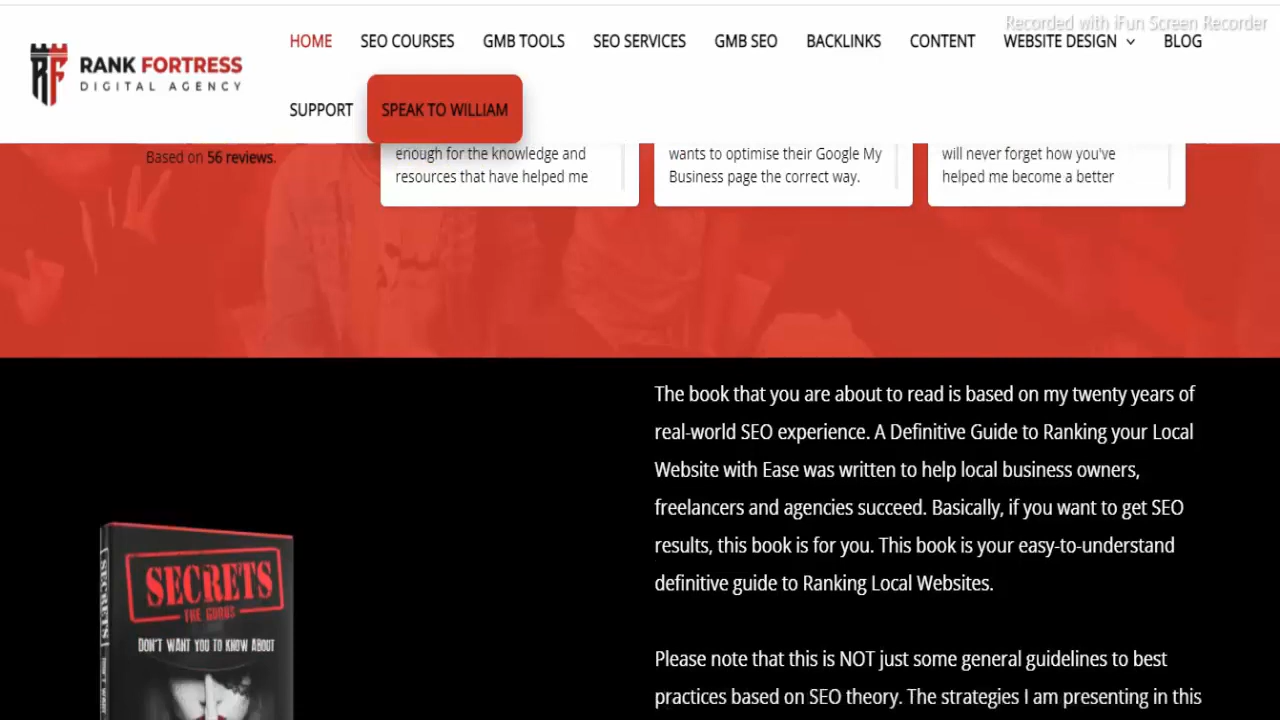 Recorded with iFun Screen Recorder
HOME SEO COURSES GMB TOOLS SEO SERVICES GMB SEO BACKLINKS CONTENT WEBSITE DESIGN BLOG
RANK FORTRESS
DIGITAL AGENCY
SUPPORT SPEAK TO WILLIAM
Based on 56 reviews.
enough for the knowledge and
resources that have helped me
wants to optimise their Google My
Business page the correct way.
will never forget how you've
helped me become a better
The book that you are about to read is based on my twenty years of
real-world SEO experience. A Definitive Guide to Ranking your Local
Website with Ease was written to help local business owners,
freelancers and agencies succeed. Basically, if you want to get SEO
results, this book is for you. This book is your easy-to-understand
definitive guide to Ranking Local Websites.
Please note that this is NOT just some general guidelines to best
practices based on SEO theory. The strategies I am presenting in this
SECRETS
THE GURUS
DON'T WANT YOU TO KNOW ABOUT
SECRETS